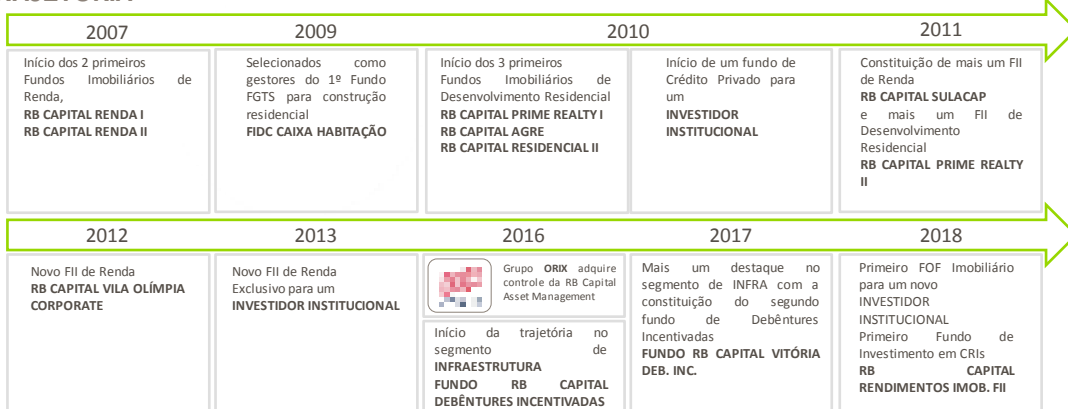 2007
2009
2010
2011
Início dos 2 primeiros
Fundos Imobiliários de
Renda,
RB CAPITAL RENDA I
RB CAPITAL RENDA II
Selecionados como
gestores do 1º Fundo
FGTS para construção
residencial
FIDC CAIXA HABITAÇÃO
Início dos 3 primeiros
Fundos Imobiliários de
Desenvolvimento Residencial
RB CAPITAL PRIME REALTY I
RB CAPITAL AGRE
RB CAPITAL RESIDENCIAL II
Início de um fundo de
Crédito Privado para
um
INVESTIDOR
INSTITUCIONAL
Constituição de mais um FII
de Renda
RB CAPITAL SULACAP
e mais um FII de
Desenvolvimento
Residencial
RB CAPITAL PRIME REALTY
II
2012
2013
2016
2017
2018
Novo FII de Renda
RB CAPITAL VILA OLÍMPIA
CORPORATE
Novo FII de Renda
Exclusivo para um
INVESTIDOR INSTITUCIONAL
Grupo ORIX adquire
controle da RB Capital
Asset Management
Início da trajetória no
segmento de
INFRAESTRUTURA
FUNDO RB CAPITAL
DEBÊNTURES INCENTIVADAS
Mais um destaque no
segmento de INFRA com a
constituição do segundo
fundo de Debêntures
Incentivadas
FUNDO RB CAPITAL VITÓRIA
DEB. INC.
Primeiro FOF Imobiliário
para um novo
INVESTIDOR
INSTITUCIONAL
Primeiro Fundo de
Investimento em CRIs
RB CAPITAL
RENDIMENTOS IMOB. FII